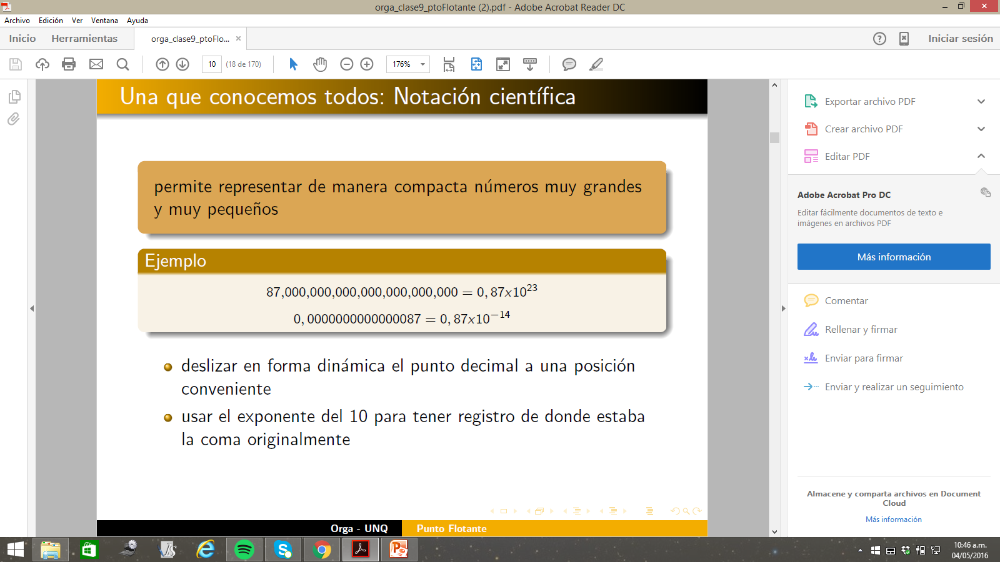 orga_clase9_ptoFlotante (2).pdf - Adobe Acrobat Reader DC
Archivo Edición Ver Ventana Ayuda
Inicio Herramientas orga_clase9_ptoFlo... × Iniciar sesión
10 (18 de 170) 176%
Una que conocemos todos: Notación científica
permite representar de manera compacta números muy grandes
y muy pequeños
Ejemplo
87,000,000,000,000,000,000,000 = 0, 87x10^23
0, 0000000000000087 = 0, 87x10^−14
deslizar en forma dinámica el punto decimal a una posición
conveniente
usar el exponente del 10 para tener registro de donde estaba
la coma originalmente
Orga - UNQ Punto Flotante
Exportar archivo PDF
Crear archivo PDF
Editar PDF
Adobe Acrobat Pro DC
Editar fácilmente documentos de texto e
imágenes en archivos PDF
Más información
Comentar
Rellenar y firmar
Enviar para firmar
Enviar y realizar un seguimiento
Almacene y comparta archivos en Document
Cloud
Más información
10:46 a.m.
04/05/2016